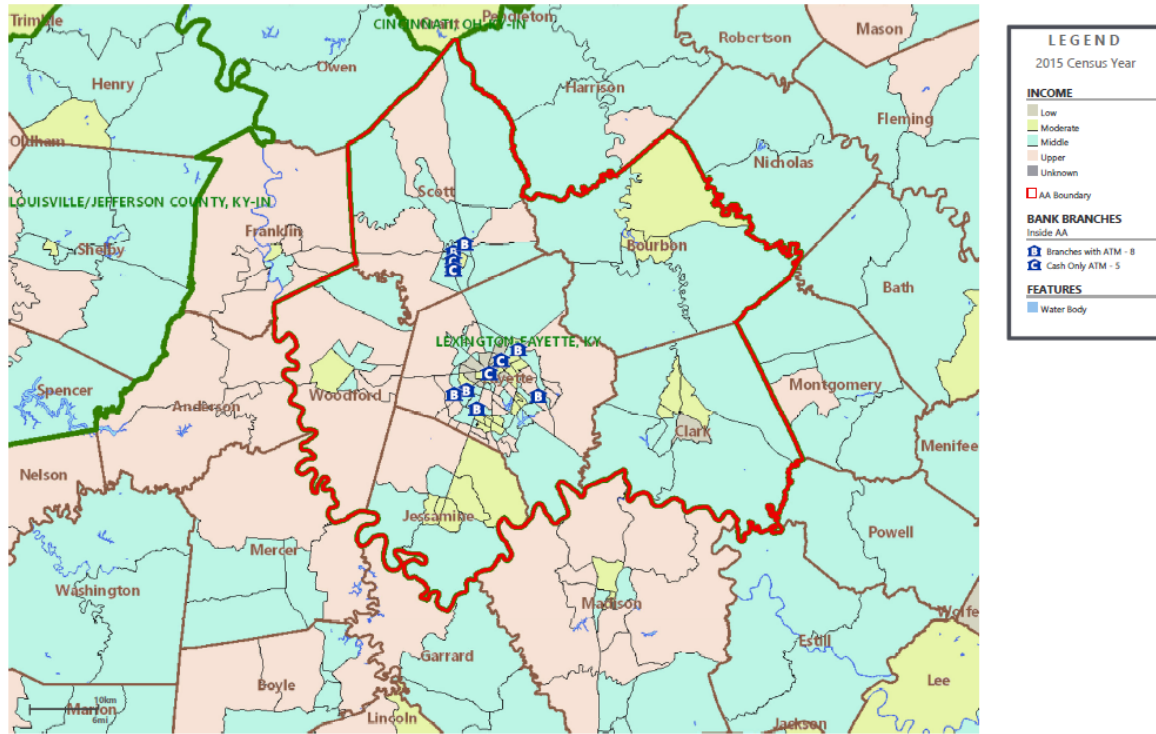 Trimble
CINCINNATI, OH-KY-IN
Pendleton
Robertson
Mason
Henry
Owen
Harrison
Fleming
Oldham
Nicholas
LOUISVILLE/JEFFERSON COUNTY, KY-IN
Scott
Franklin
Shelby
Bourbon
Bath
LEXINGTON-FAYETTE, KY
Spencer
Anderson
Woodford
Montgomery
Clark
Menifee
Nelson
Jessamine
Powell
Mercer
Washington
Madison
Wolfe
Estill
Garrard
Boyle
Lee
Marion
Lincoln
Jackson
10km
6mi
B
C
B
C
C
B
B
B
B
LEGEND
2015 Census Year
INCOME
Low
Moderate
Middle
Upper
Unknown
AA Boundary
BANK BRANCHES
Inside AA
B Branches with ATM - 8
C Cash Only ATM - 5
FEATURES
Water Body